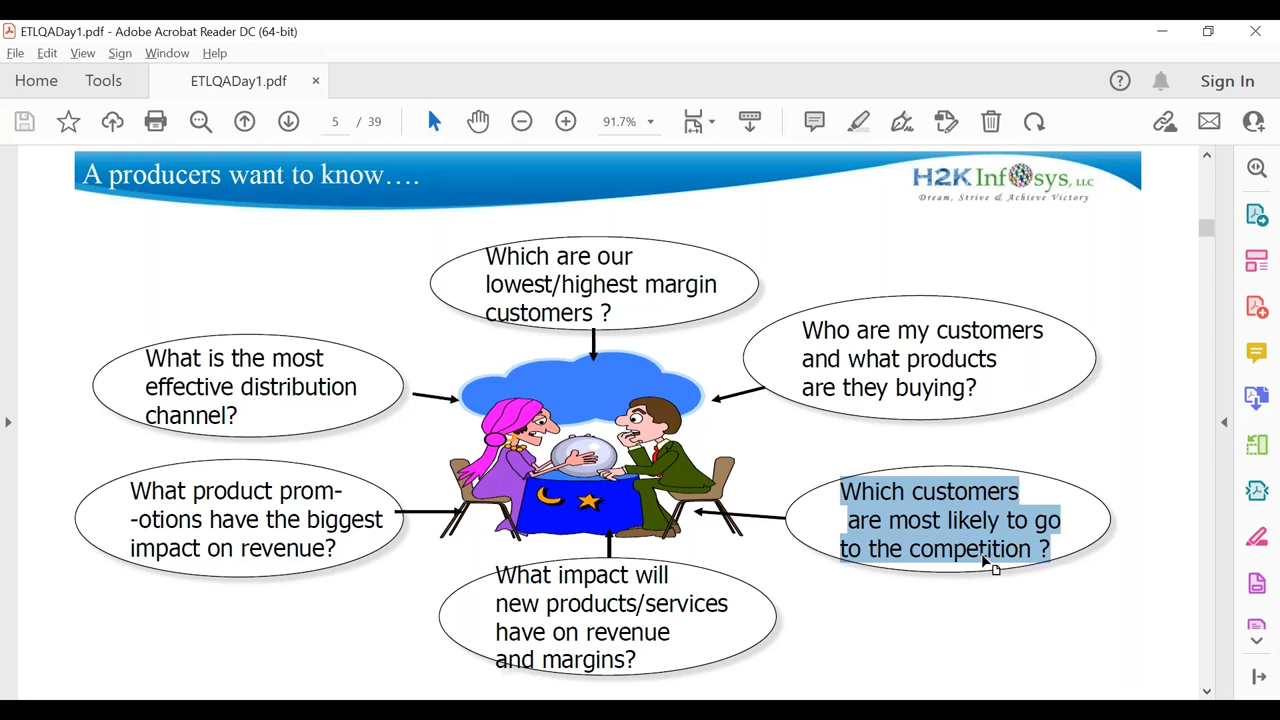 ETLQADay1.pdf - Adobe Acrobat Reader DC (64-bit)
File Edit View Sign Window Help
Home Tools ETLQADay1.pdf × Sign In
5 / 39 91.7%
A producers want to know….
H2K Infosys, LLC
Dream, Strive & Achieve Victory
Which are our
lowest/highest margin
customers ?
Who are my customers
and what products
are they buying?
What is the most
effective distribution
channel?
What product prom-
-otions have the biggest
impact on revenue?
Which customers
are most likely to go
to the competition ?
What impact will
new products/services
have on revenue
and margins?